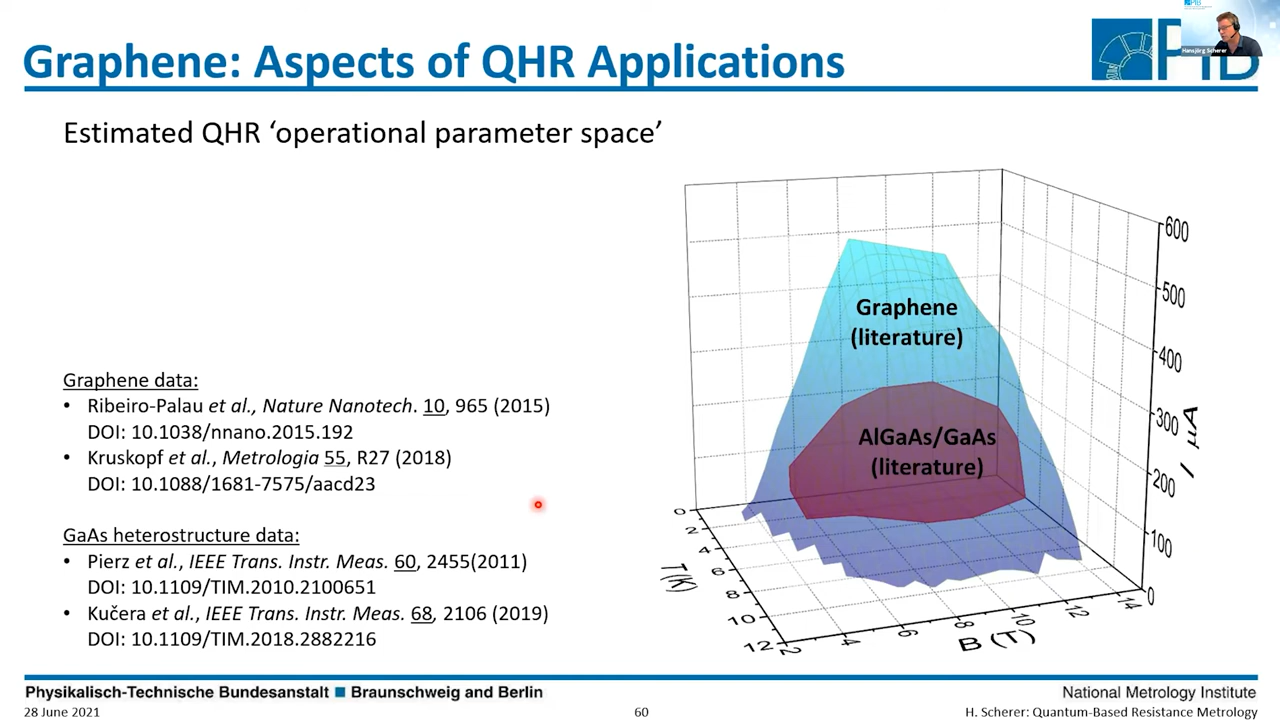 Graphene: Aspects of QHR Applications
PTB
PTB
Hansjörg Scherer
Estimated QHR ‘operational parameter space’
Graphene data:
• Ribeiro-Palau et al., Nature Nanotech. 10, 965 (2015)
DOI: 10.1038/nnano.2015.192
• Kruskopf et al., Metrologia 55, R27 (2018)
DOI: 10.1088/1681-7575/aacd23
GaAs heterostructure data:
• Pierz et al., IEEE Trans. Instr. Meas. 60, 2455(2011)
DOI: 10.1109/TIM.2010.2100651
• Kučera et al., IEEE Trans. Instr. Meas. 68, 2106 (2019)
DOI: 10.1109/TIM.2018.2882216
Graphene
(literature)
AlGaAs/GaAs
(literature)
600
500
400
300
200
100
0
I / µA
0
2
4
6
8
10
12
T(K)
2
4
6
8
10
12
14
B (T)
Physikalisch-Technische Bundesanstalt ■ Braunschweig and Berlin
National Metrology Institute
28 June 2021
60
H. Scherer: Quantum-Based Resistance Metrology